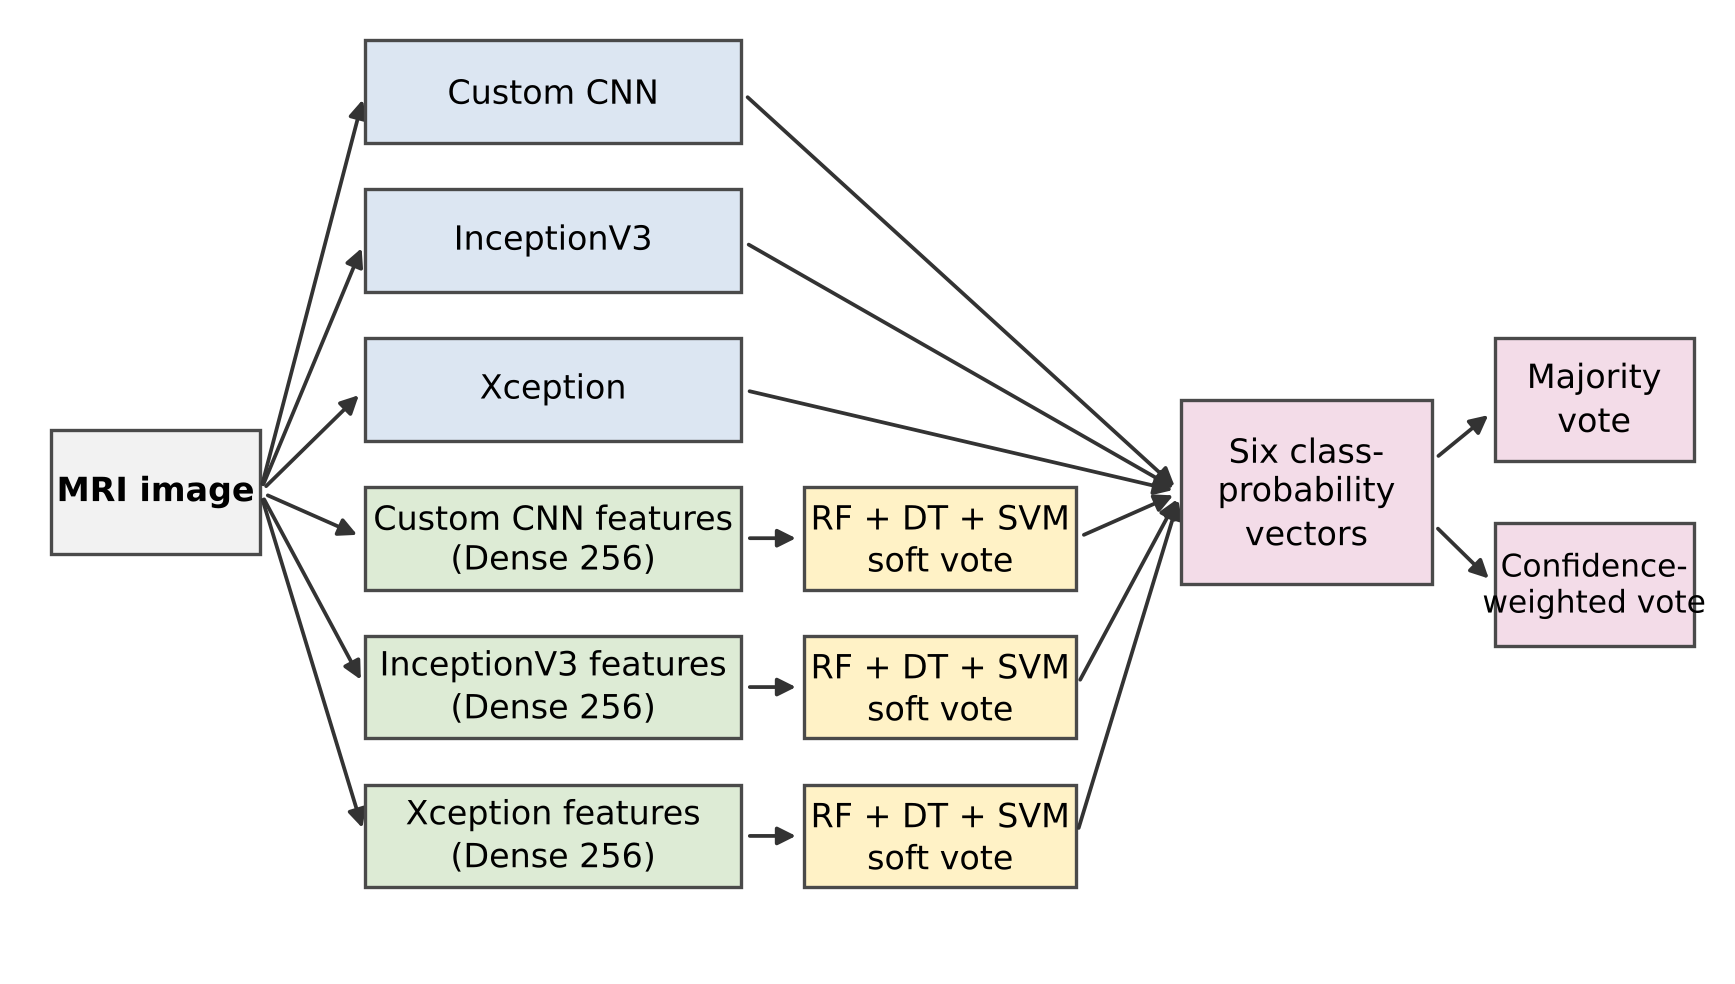 Custom CNN
InceptionV3
Xception
MRI image
Custom CNN features
(Dense 256)
RF + DT + SVM
soft vote
InceptionV3 features
(Dense 256)
RF + DT + SVM
soft vote
Xception features
(Dense 256)
RF + DT + SVM
soft vote
Six class-
probability
vectors
Majority
vote
Confidence-
weighted vote